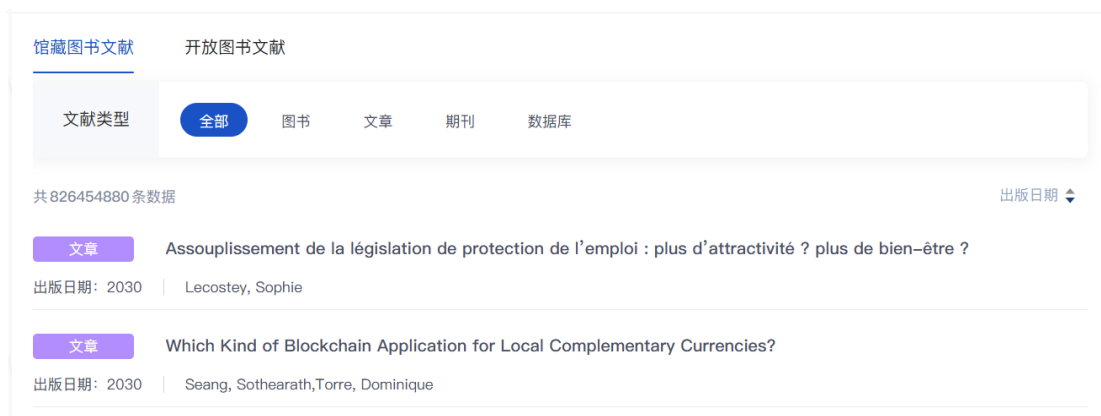 馆藏图书文献 开放图书文献
文献类型 全部 图书 文章 期刊 数据库
共826454880条数据 出版日期
文章 Assouplissement de la législation de protection de l’emploi : plus d’attractivité ? plus de bien-être ?
出版日期：2030 Lecostey, Sophie
文章 Which Kind of Blockchain Application for Local Complementary Currencies?
出版日期：2030 Seang, Sothearath,Torre, Dominique